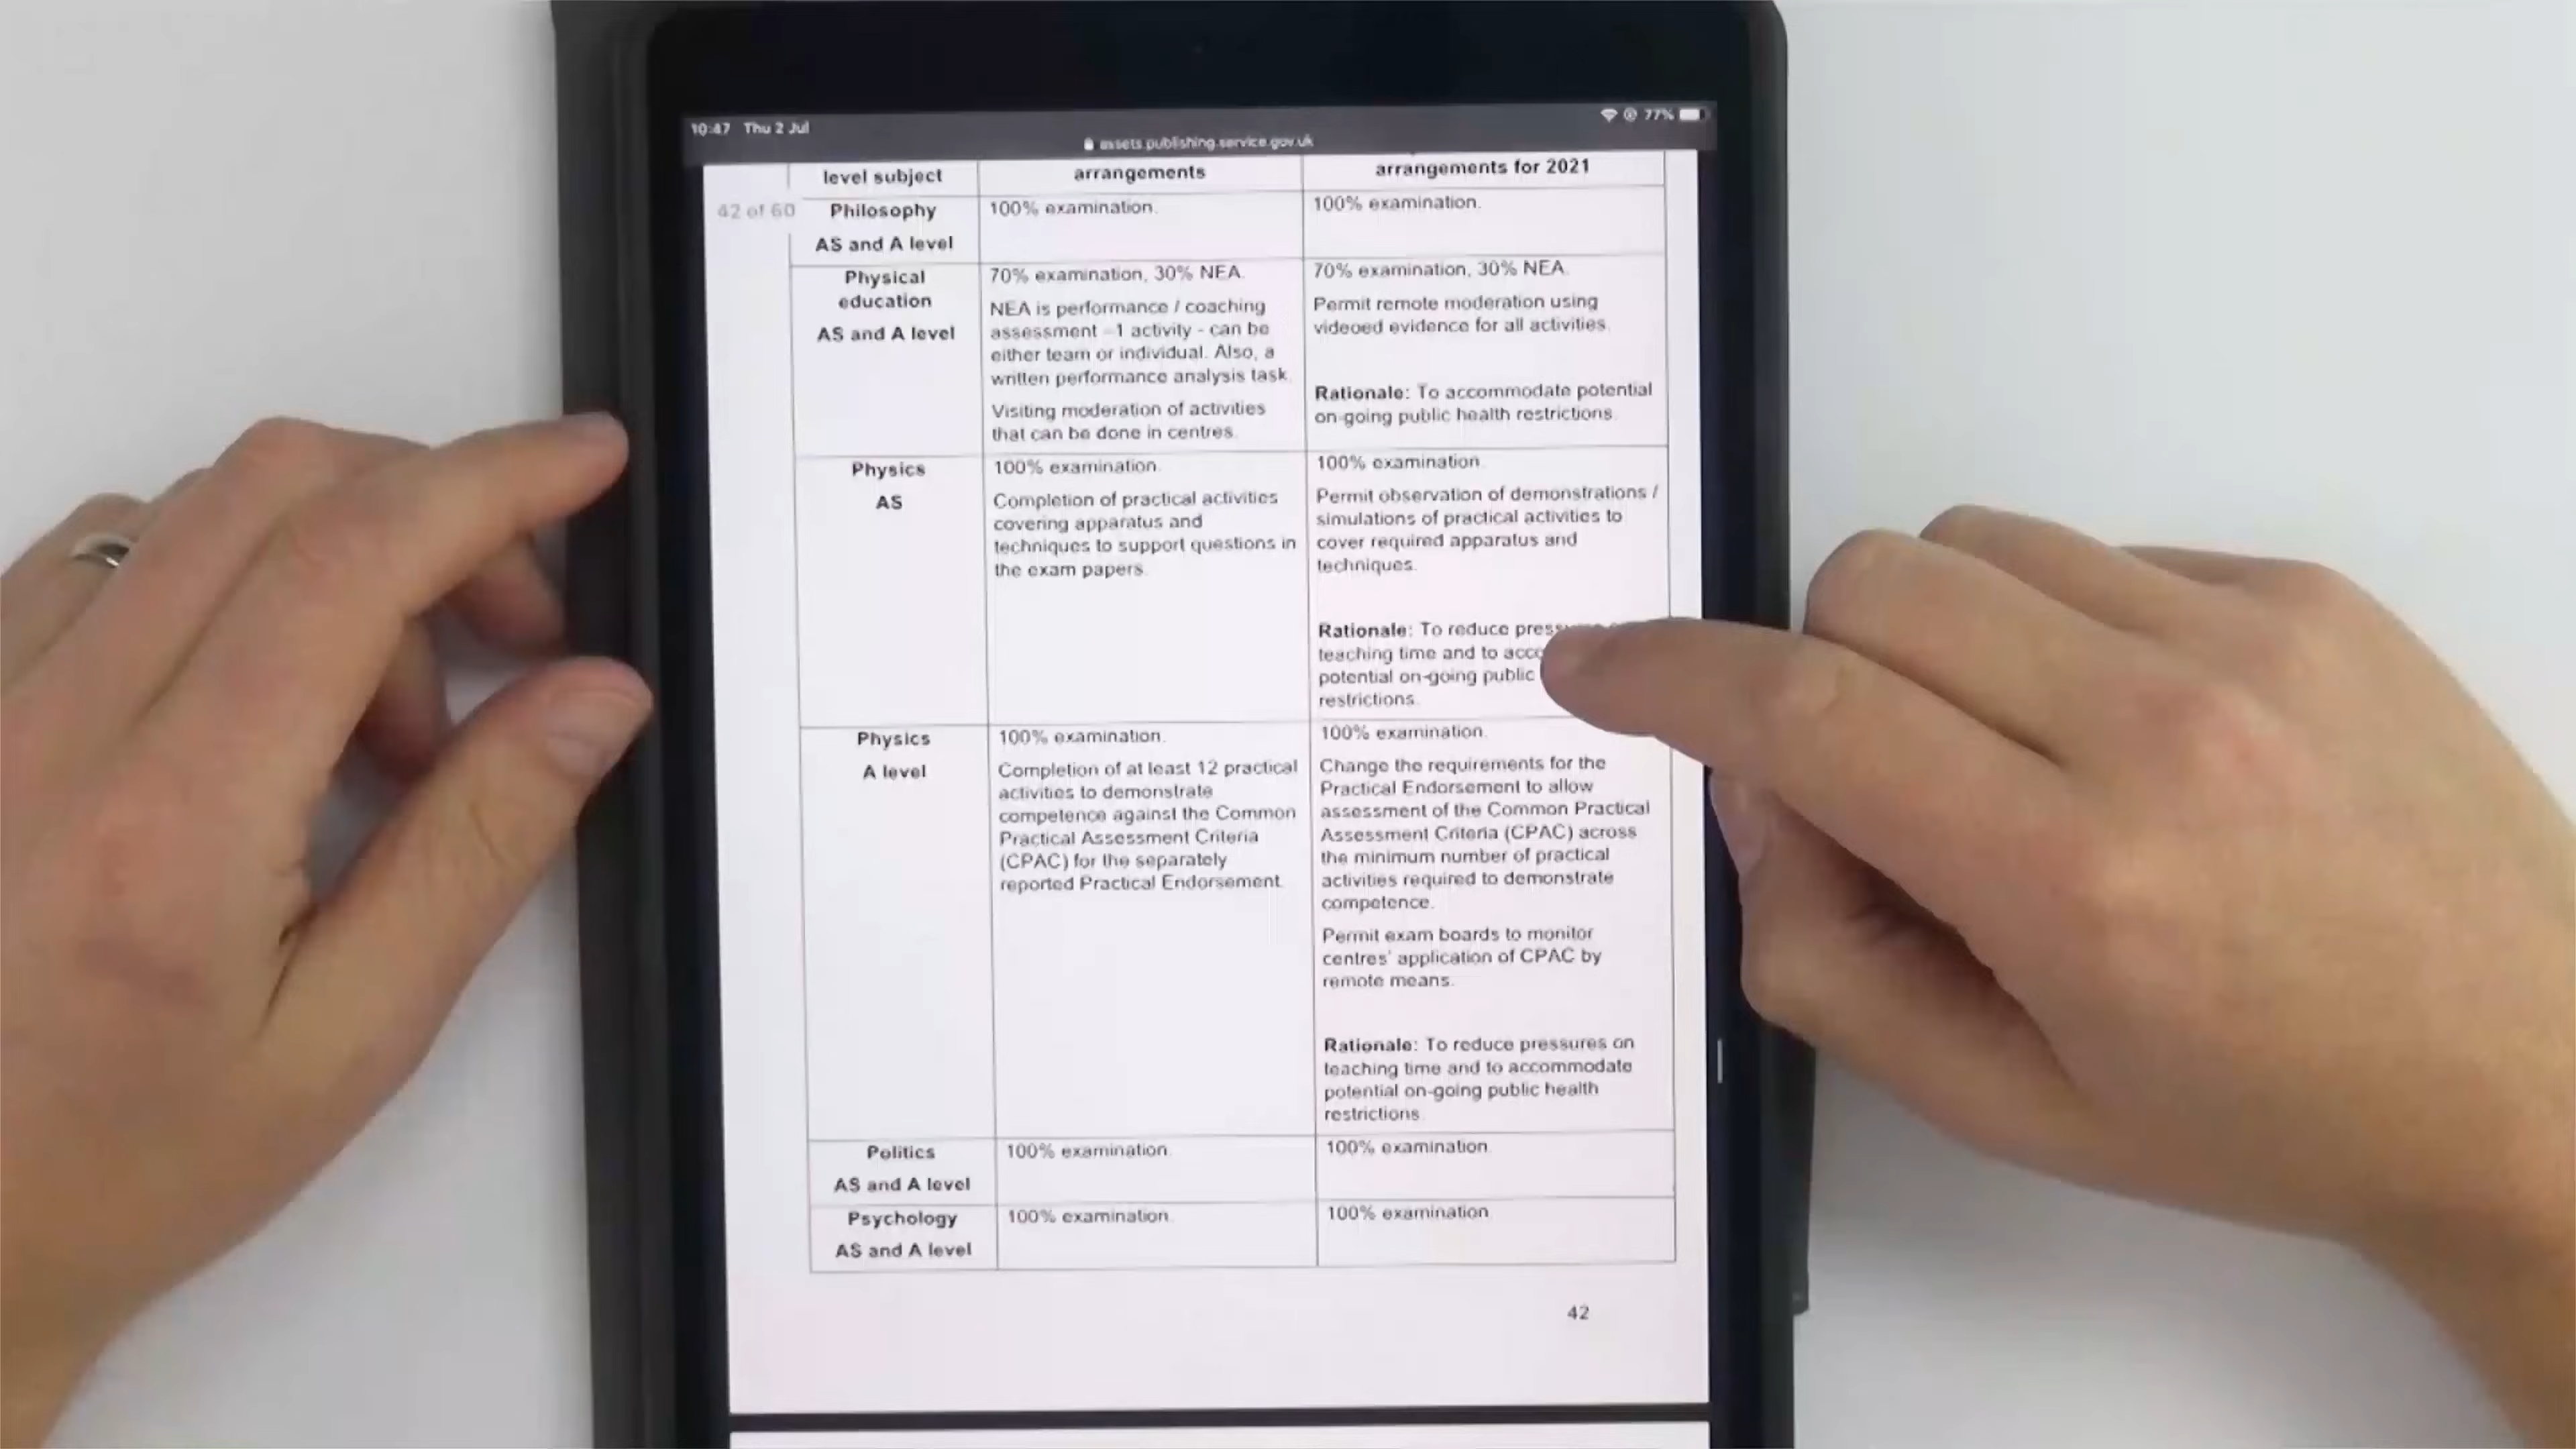 10:47 Thu 2 Jul
77%
assets.publishing.service.gov.uk
42 of 60
level subject
arrangements
arrangements for 2021
Philosophy
AS and A level
100% examination.
100% examination.
Physical
education
AS and A level
70% examination, 30% NEA.
NEA is performance / coaching
assessment - 1 activity - can be
either team or individual. Also, a
written performance analysis task.
Visiting moderation of activities
that can be done in centres.
70% examination, 30% NEA.
Permit remote moderation using
videoed evidence for all activities.
Rationale: To accommodate potential
on-going public health restrictions.
Physics
AS
100% examination.
Completion of practical activities
covering apparatus and
techniques to support questions in
the exam papers.
100% examination.
Permit observation of demonstrations /
simulations of practical activities to
cover required apparatus and
techniques.
Rationale: To reduce
teaching time and to
potential on-going public
restrictions.
Physics
A level
100% examination.
Completion of at least 12 practical
activities to demonstrate
competence against the Common
Practical Assessment Criteria
(CPAC) for the separately
reported Practical Endorsement.
100% examination.
Change the requirements for the
Practical Endorsement to allow
assessment of the Common Practical
Assessment Criteria (CPAC) across
the minimum number of practical
activities required to demonstrate
competence.
Permit exam boards to monitor
centres' application of CPAC by
remote means.
Rationale: To reduce pressures on
teaching time and to accommodate
potential on-going public health
restrictions.
Politics
AS and A level
100% examination.
100% examination.
Psychology
AS and A level
100% examination.
100% examination.
42